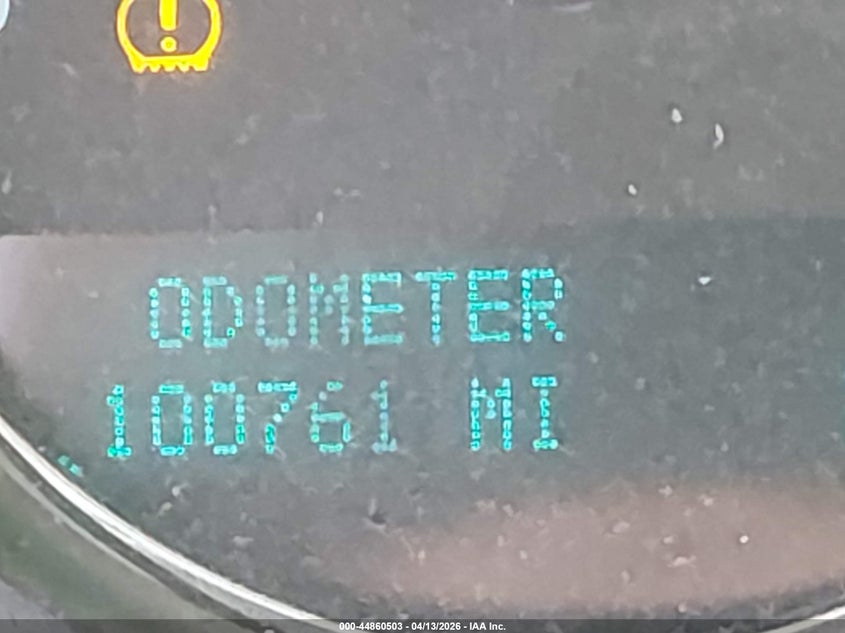 ODOMETER
100761 MI
000-44860503 - 04/13/2026 - IAA Inc.